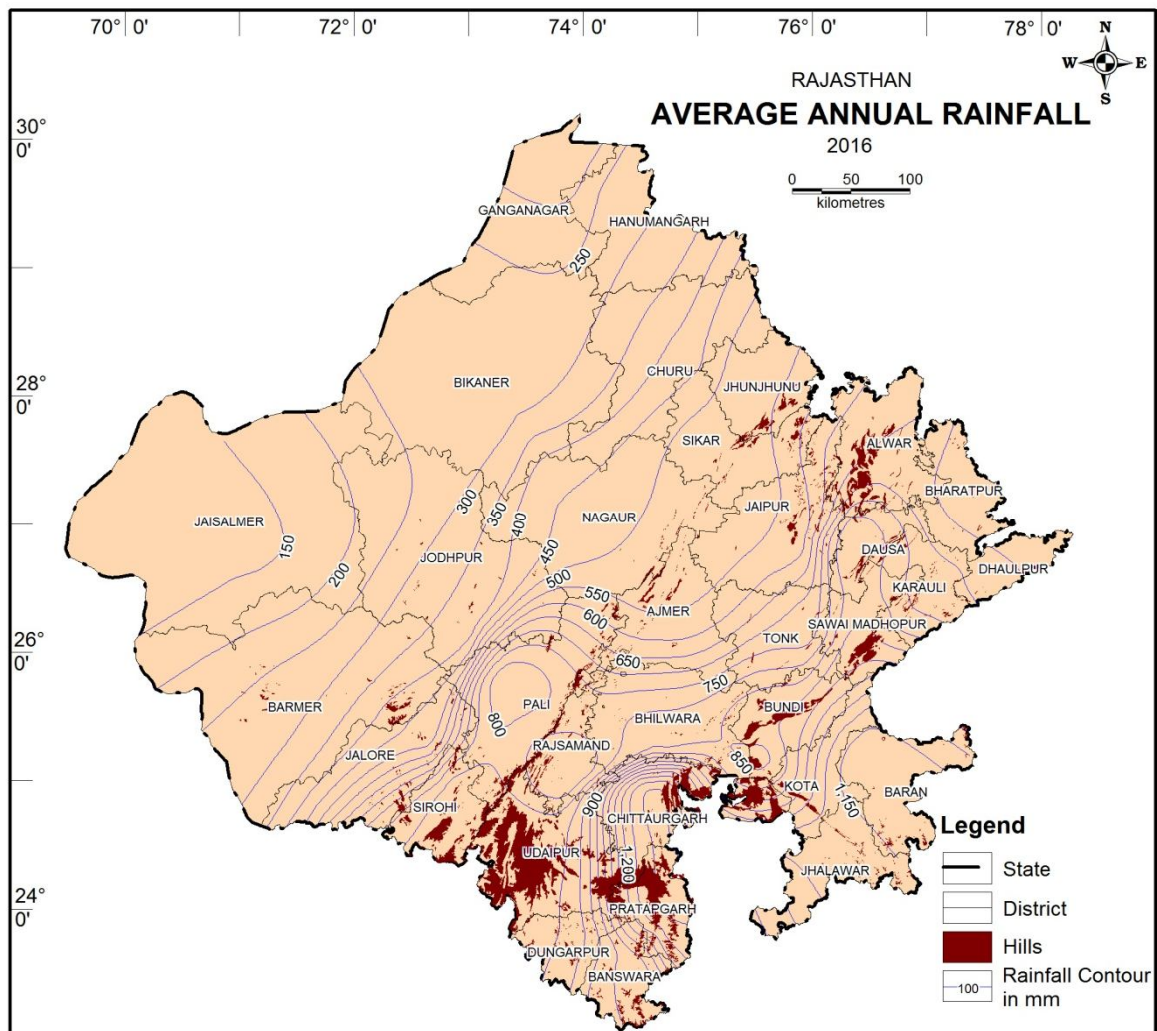 70° 0'
72° 0'
74° 0'
76° 0'
78° 0'
N
W
E
S
RAJASTHAN
AVERAGE ANNUAL RAINFALL
2016
0 50 100
kilometres
30°
0'
28°
0'
26°
0'
24°
0'
GANGANAGAR
HANUMANGARH
250
BIKANER
CHURU
JHUNJHUNU
SIKAR
ALWAR
BHARATPUR
JAISALMER
150
200
JODHPUR
300
350
400
450
500
550
600
650
750
NAGAUR
JAIPUR
DAUSA
DHAULPUR
KARAULI
AJMER
TONK
SAWAI MADHOPUR
BARMER
PALI
800
BHILWARA
BUNDI
JALORE
RAJSAMAND
850
KOTA
1,150
BARAN
SIROHI
900
CHITTAURGARH
UDAIPUR
1,200
JHALAWAR
PRATAPGARH
DUNGARPUR
BANSWARA
Legend
State
District
Hills
100
Rainfall Contour
in mm